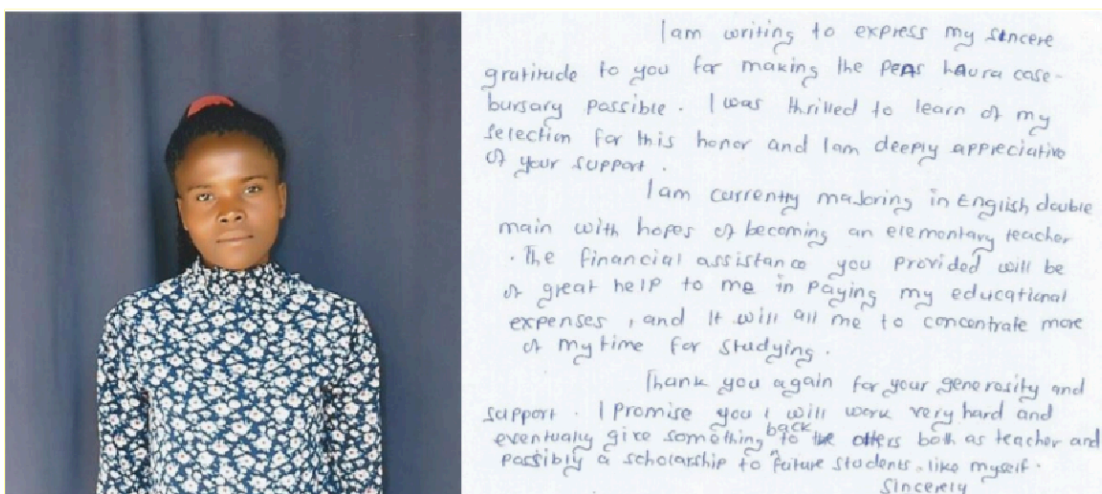 I am writing to express my sincere
gratitude to you for making the PEAS Laura case-
bursary possible. I was thrilled to learn of my
selection for this honor and I am deeply appreciative
of your support.
I am currently majoring in English double
main with hopes of becoming an elementary teacher
. The financial assistance you provided will be
of great help to me in paying my educational
expenses, and It will all me to concentrate more
of my time for studying.
Thank you again for your generosity and
support. I Promise you I will work very hard and
eventually give something back to the others both as teacher and
possibly a scholarship to future students, like myself.
Sincerely